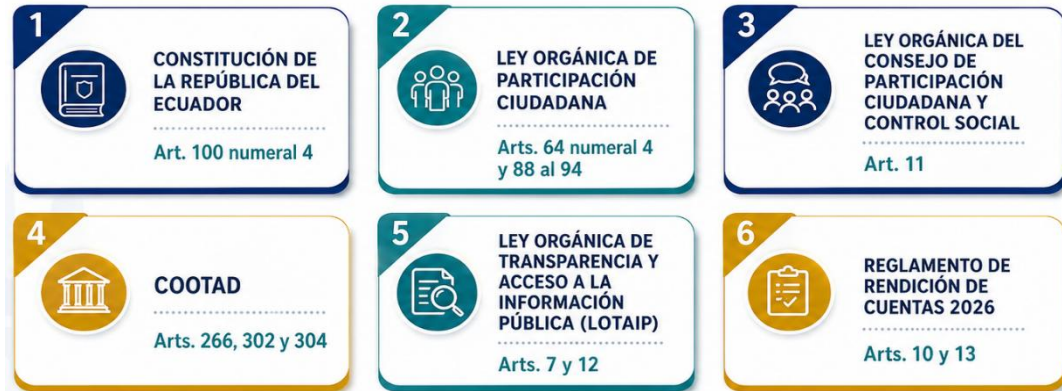 1
CONSTITUCIÓN DE
LA REPÚBLICA DEL
ECUADOR
Art. 100 numeral 4
2
LEY ORGÁNICA DE
PARTICIPACIÓN
CIUDADANA
Arts. 64 numeral 4
y 88 al 94
3
LEY ORGÁNICA DEL
CONSEJO DE
PARTICIPACIÓN
CIUDADANA Y
CONTROL SOCIAL
Art. 11
4
COOTAD
Arts. 266, 302 y 304
5
LEY ORGÁNICA DE
TRANSPARENCIA Y
ACCESO A LA
INFORMACIÓN
PÚBLICA (LOTAIP)
Arts. 7 y 12
6
REGLAMENTO DE
RENDICIÓN DE
CUENTAS 2026
Arts. 10 y 13